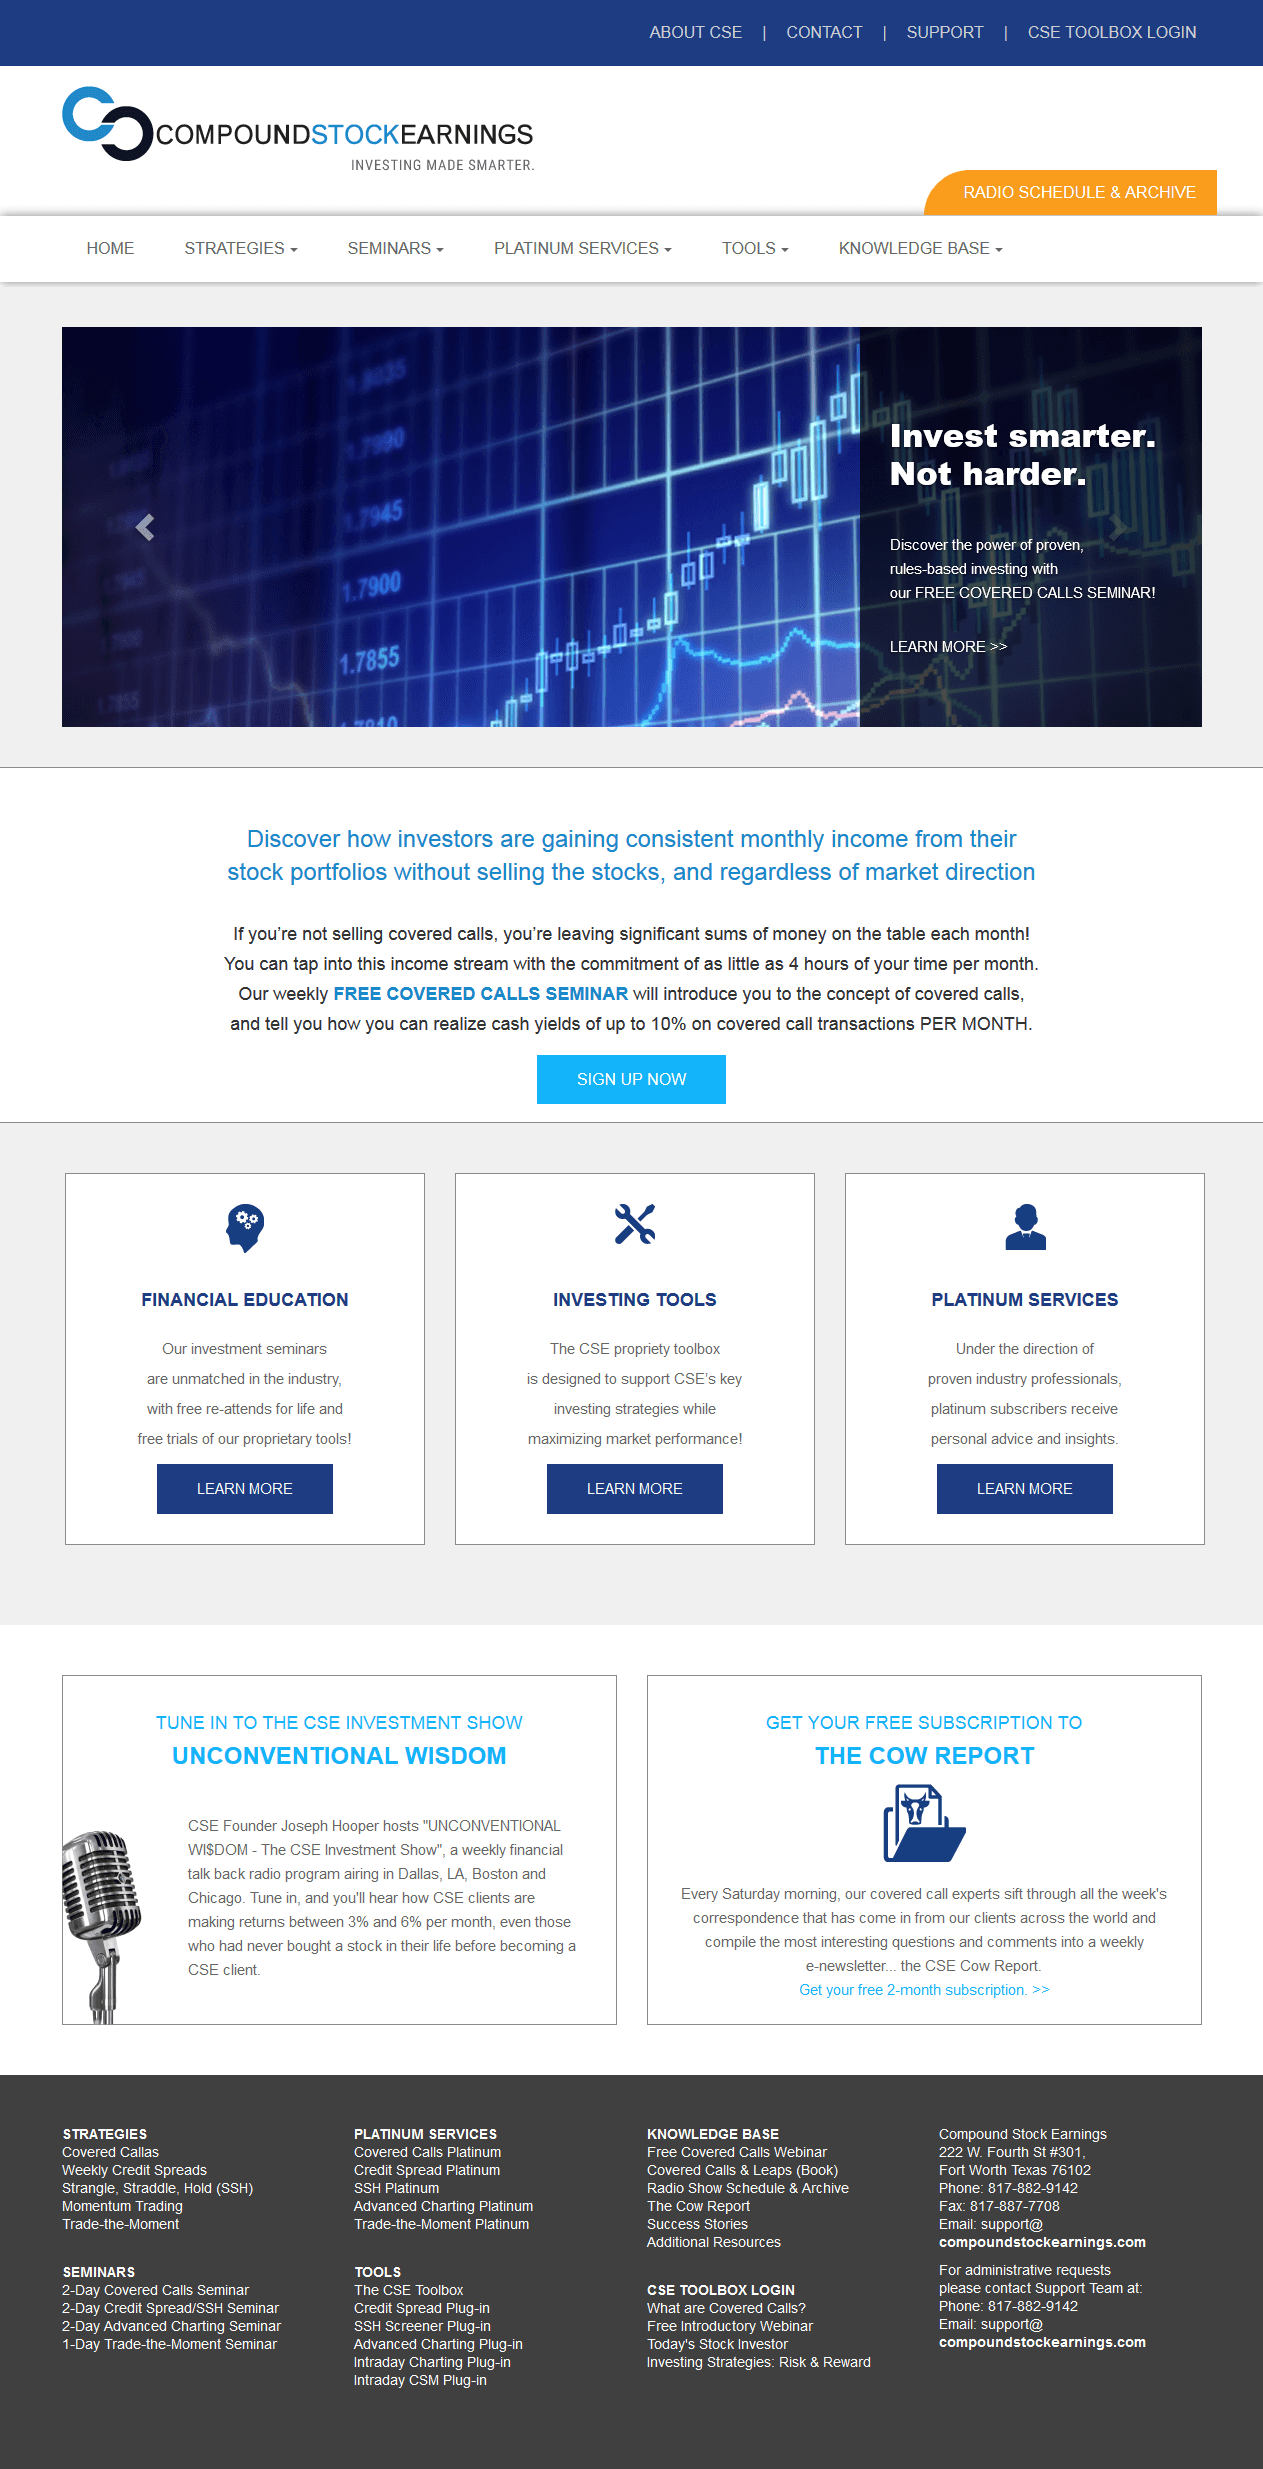 ABOUT CSE | CONTACT | SUPPORT | CSE TOOLBOX LOGIN
COMPOUNDSTOCKEARNINGS
INVESTING MADE SMARTER.
RADIO SCHEDULE & ARCHIVE
HOME STRATEGIES SEMINARS PLATINUM SERVICES TOOLS KNOWLEDGE BASE
1.7945
1.7900
1.7855
Invest smarter.
Not harder.
Discover the power of proven,
rules-based investing with
our FREE COVERED CALLS SEMINAR!
LEARN MORE >>
Discover how investors are gaining consistent monthly income from their
stock portfolios without selling the stocks, and regardless of market direction
If you’re not selling covered calls, you’re leaving significant sums of money on the table each month!
You can tap into this income stream with the commitment of as little as 4 hours of your time per month.
Our weekly FREE COVERED CALLS SEMINAR will introduce you to the concept of covered calls,
and tell you how you can realize cash yields of up to 10% on covered call transactions PER MONTH.
SIGN UP NOW
FINANCIAL EDUCATION
Our investment seminars
are unmatched in the industry,
with free re-attends for life and
free trials of our proprietary tools!
LEARN MORE
INVESTING TOOLS
The CSE propriety toolbox
is designed to support CSE’s key
investing strategies while
maximizing market performance!
LEARN MORE
PLATINUM SERVICES
Under the direction of
proven industry professionals,
platinum subscribers receive
personal advice and insights.
LEARN MORE
TUNE IN TO THE CSE INVESTMENT SHOW
UNCONVENTIONAL WISDOM
CSE Founder Joseph Hooper hosts "UNCONVENTIONAL
WI$DOM - The CSE Investment Show", a weekly financial
talk back radio program airing in Dallas, LA, Boston and
Chicago. Tune in, and you'll hear how CSE clients are
making returns between 3% and 6% per month, even those
who had never bought a stock in their life before becoming a
CSE client.
GET YOUR FREE SUBSCRIPTION TO
THE COW REPORT
Every Saturday morning, our covered call experts sift through all the week's
correspondence that has come in from our clients across the world and
compile the most interesting questions and comments into a weekly
e-newsletter... the CSE Cow Report.
Get your free 2-month subscription. >>
STRATEGIES
Covered Callas
Weekly Credit Spreads
Strangle, Straddle, Hold (SSH)
Momentum Trading
Trade-the-Moment
SEMINARS
2-Day Covered Calls Seminar
2-Day Credit Spread/SSH Seminar
2-Day Advanced Charting Seminar
1-Day Trade-the-Moment Seminar
PLATINUM SERVICES
Covered Calls Platinum
Credit Spread Platinum
SSH Platinum
Advanced Charting Platinum
Trade-the-Moment Platinum
TOOLS
The CSE Toolbox
Credit Spread Plug-in
SSH Screener Plug-in
Advanced Charting Plug-in
Intraday Charting Plug-in
Intraday CSM Plug-in
KNOWLEDGE BASE
Free Covered Calls Webinar
Covered Calls & Leaps (Book)
Radio Show Schedule & Archive
The Cow Report
Success Stories
Additional Resources
CSE TOOLBOX LOGIN
What are Covered Calls?
Free Introductory Webinar
Today's Stock Investor
Investing Strategies: Risk & Reward
Compound Stock Earnings
222 W. Fourth St #301,
Fort Worth Texas 76102
Phone: 817-882-9142
Fax: 817-887-7708
Email: support@
compoundstockearnings.com
For administrative requests
please contact Support Team at:
Phone: 817-882-9142
Email: support@
compoundstockearnings.com